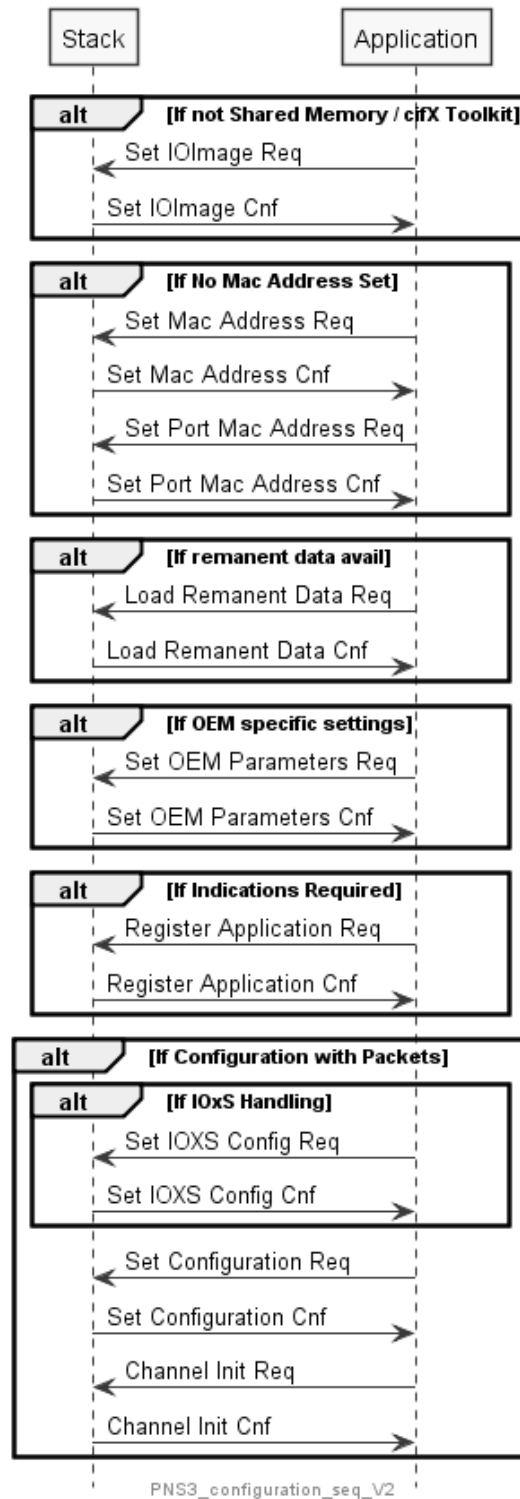 Stack
Application
alt [If not Shared Memory / cifX Toolkit]
Set IOImage Req
Set IOImage Cnf
alt [If No Mac Address Set]
Set Mac Address Req
Set Mac Address Cnf
Set Port Mac Address Req
Set Port Mac Address Cnf
alt [If remanent data avail]
Load Remanent Data Req
Load Remanent Data Cnf
alt [If OEM specific settings]
Set OEM Parameters Req
Set OEM Parameters Cnf
alt [If Indications Required]
Register Application Req
Register Application Cnf
alt [If Configuration with Packets]
alt [If IOxS Handling]
Set IOXS Config Req
Set IOXS Config Cnf
Set Configuration Req
Set Configuration Cnf
Channel Init Req
Channel Init Cnf
PNS3_configuration_seq_V2